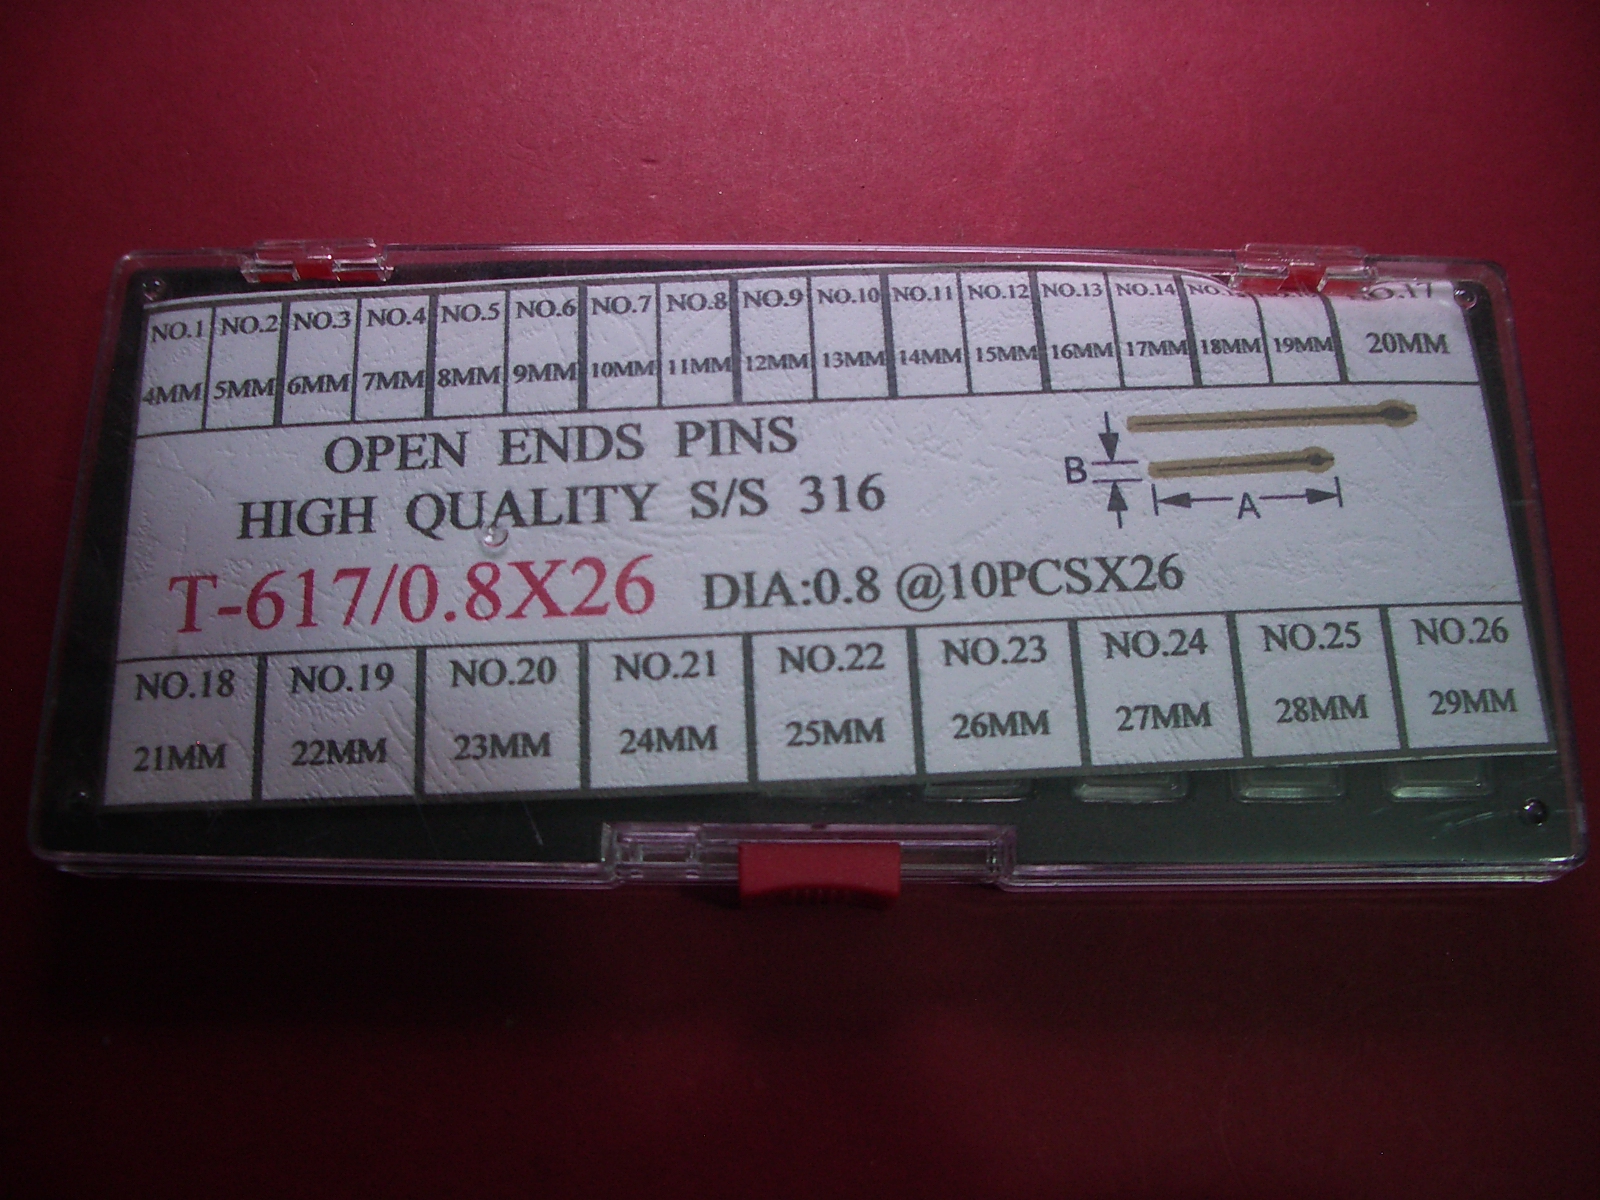 NO.1 NO.2 NO.3 NO.4 NO.5 NO.6 NO.7 NO.8 NO.9 NO.10 NO.11 NO.12 NO.13 NO.14 NO.17
4MM 5MM 6MM 7MM 8MM 9MM 10MM 11MM 12MM 13MM 14MM 15MM 16MM 17MM 18MM 19MM 20MM
OPEN ENDS PINS
HIGH QUALITY S/S 316
B
A
T-617/0.8X26 DIA:0.8 @10PCSX26
NO.18 NO.19 NO.20 NO.21 NO.22 NO.23 NO.24 NO.25 NO.26
21MM 22MM 23MM 24MM 25MM 26MM 27MM 28MM 29MM